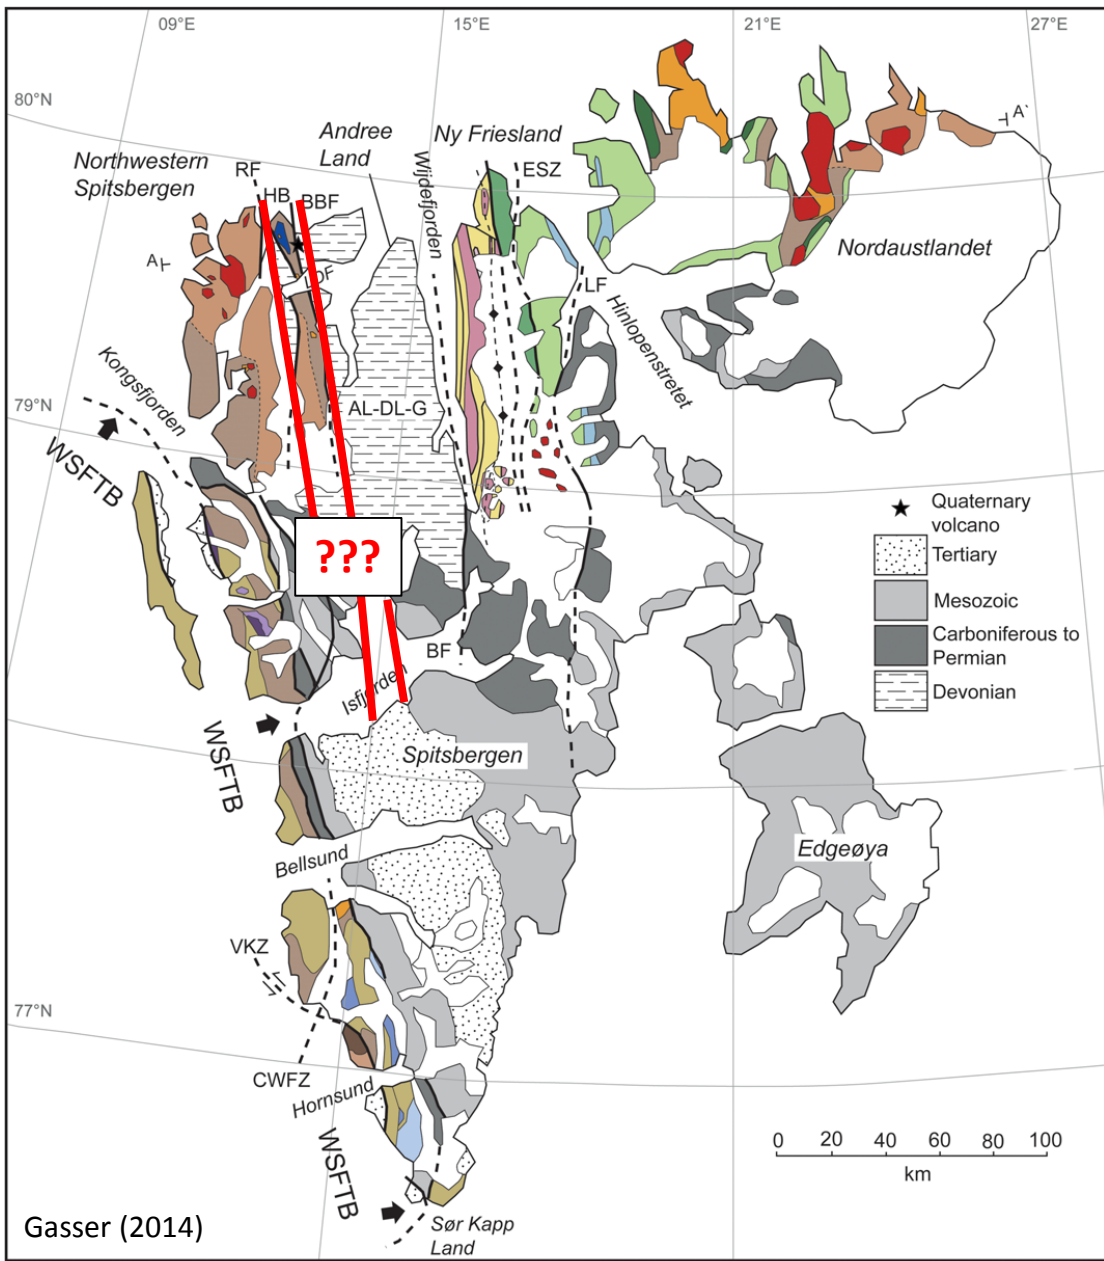 09°E
15°E
21°E
27°E
80°N
Andree
Land
Ny Friesland
A'
Northwestern
Spitsbergen
RF
HB
BBF
Wijdefjorden
ESZ
A
Nordaustlandet
LF
Hinlopenstretet
Kongsfjorden
79°N
AL-DL-G
WSFTB
★ Quaternary
volcano
Tertiary
Mesozoic
Carboniferous to
Permian
Devonian
???
BF
Isfjorden
WSFTB
Spitsbergen
Edgeøya
Bellsund
VKZ
77°N
CWFZ
Hornsund
WSFTB
Sør Kapp
Land
0 20 40 60 80 100
km
Gasser (2014)